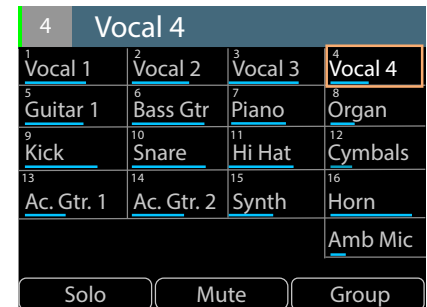 4 Vocal 4
1 2 3 4
Vocal 1 Vocal 2 Vocal 3 Vocal 4
5 6 7 8
Guitar 1 Bass Gtr Piano Organ
9 10 11 12
Kick Snare Hi Hat Cymbals
13 14 15 16
Ac. Gtr. 1 Ac. Gtr. 2 Synth Horn
Amb Mic
Solo Mute Group